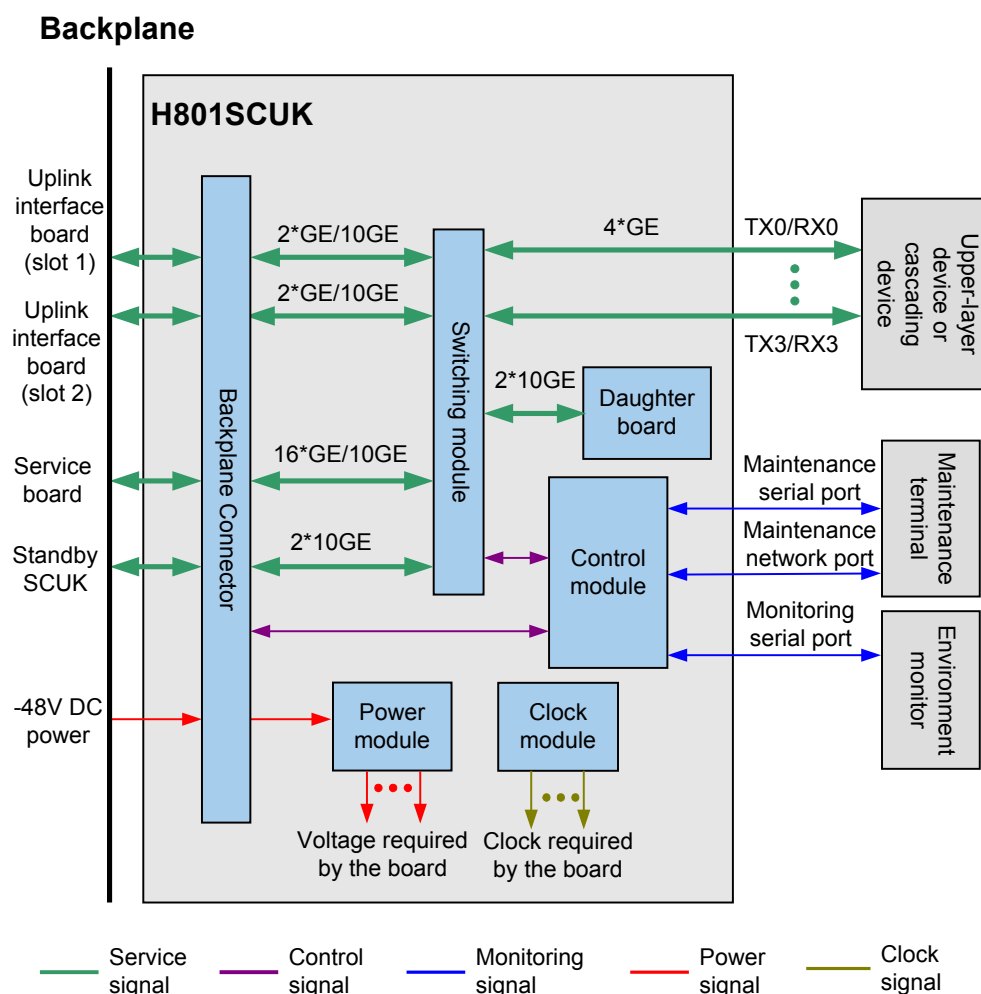 Backplane
H801SCUK
Uplink
interface
board
(slot 1)
Uplink
interface
board
(slot 2)
Service
board
Standby
SCUK
-48V DC
power
Backplane Connector
2*GE/10GE
2*GE/10GE
16*GE/10GE
2*10GE
Switching module
4*GE
TX0/RX0
TX3/RX3
2*10GE
Daughter
board
Control
module
Upper-layer
device or
cascading
device
Maintenance
serial port
Maintenance
network port
Maintenance
terminal
Monitoring
serial port
Environment
monitor
Power
module
Clock
module
Voltage required
by the board
Clock required
by the board
Service
signal
Control
signal
Monitoring
signal
Power
signal
Clock
signal